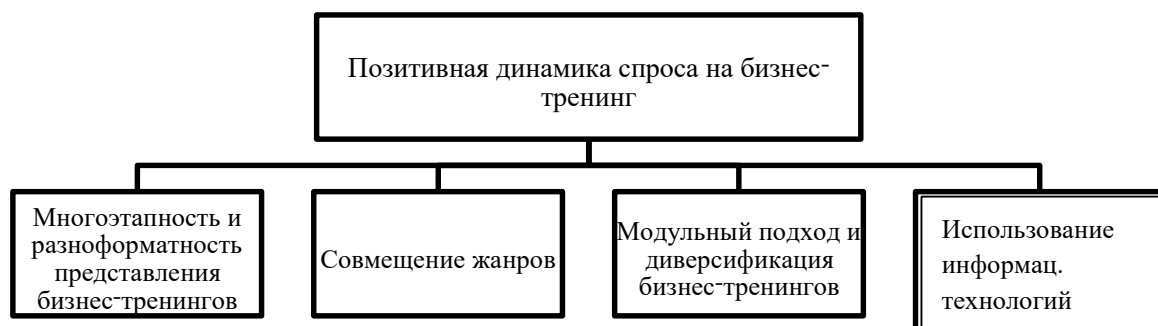 Позитивная динамика спроса на бизнес-
тренинг
Многоэтапность и
разноформатность
представления
бизнес-тренингов
Совмещение жанров
Модульный подход и
диверсификация
бизнес-тренингов
Использование
информац.
технологий